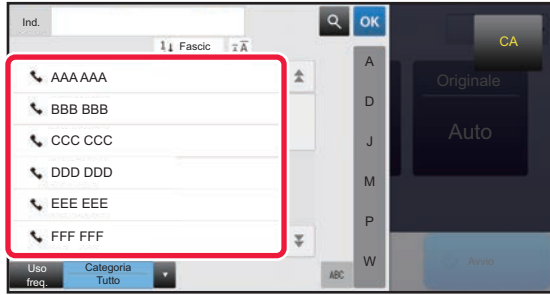 Ind.
OK
CA
Fascic
A
AAA AAA
Originale
BBB BBB
D
Auto
CCC CCC
J
DDD DDD
M
EEE EEE
P
FFF FFF
W
Uso freq.
Categoria
Tutto
ABC
Avvio